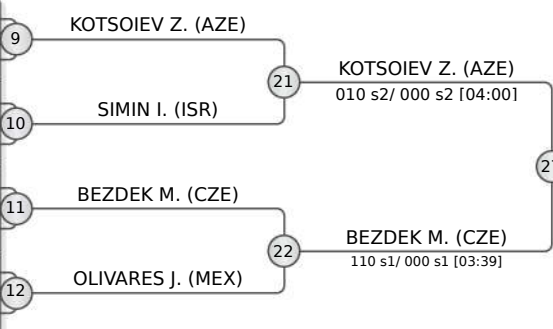 9
KOTSOIEV Z. (AZE)
21
KOTSOIEV Z. (AZE)
010 s2/ 000 s2 [04:00]
10
SIMIN I. (ISR)
11
BEZDEK M. (CZE)
22
BEZDEK M. (CZE)
110 s1/ 000 s1 [03:39]
12
OLIVARES J. (MEX)